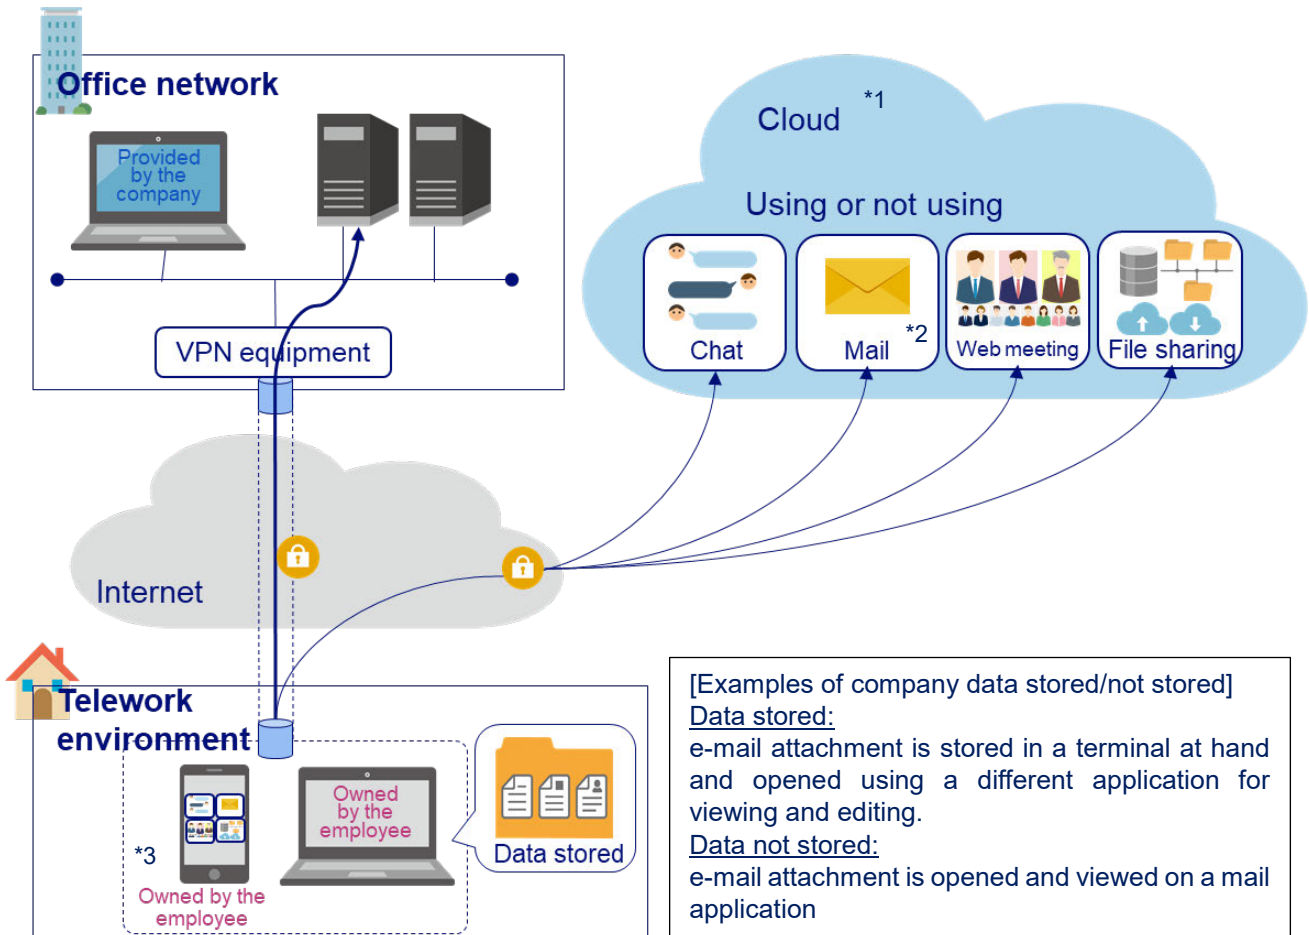 Office network
Provided
by the
company
VPN equipment
Cloud *1
Using or not using
Chat
Mail *2
Web meeting
File sharing
Internet
Telework
environment
*3
Owned by the
employee
Owned
by the
employee
Data stored
[Examples of company data stored/not stored]
Data stored:
e-mail attachment is stored in a terminal at hand
and opened using a different application for
viewing and editing.
Data not stored:
e-mail attachment is opened and viewed on a mail
application